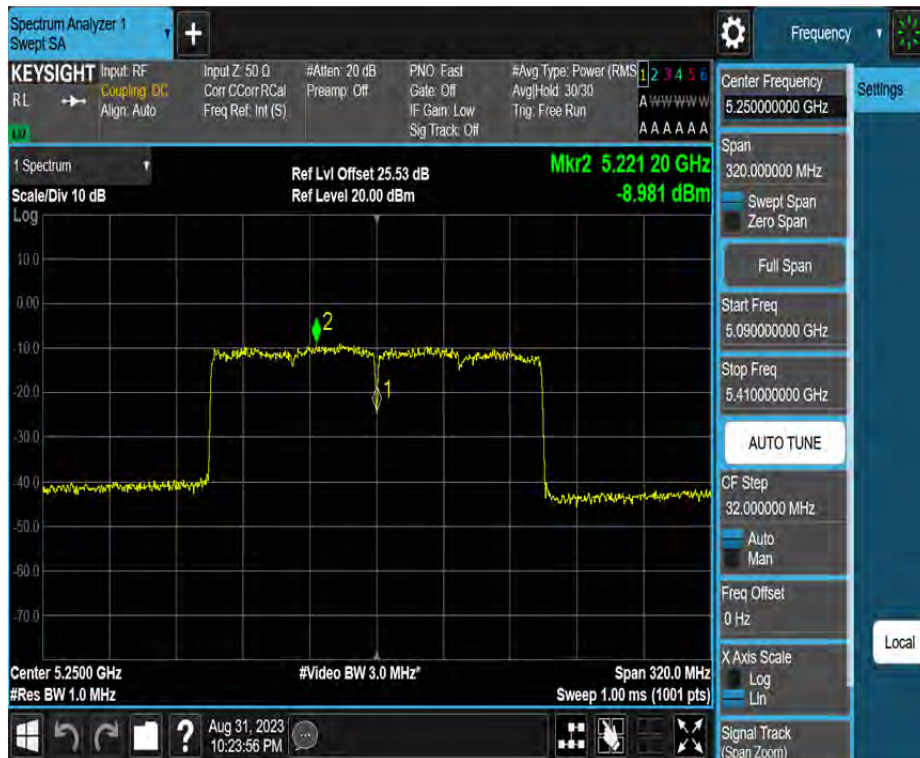 Spectrum Analyzer 1
Swept SA
Frequency
KEYSIGHT
RL
LXI
Input: RF
Coupling: DC
Align: Auto
Input Z: 50 Ω
Corr CCorr RCal
Freq Ref: Int (S)
#Atten: 20 dB
Preamp: Off
PNO: Fast
Gate: Off
IF Gain: Low
Sig Track: Off
#Avg Type: Power (RMS
Avg|Hold: 30/30
Trig: Free Run
1 2 3 4 5 6
A W W W W W
A A A A A A
1 Spectrum
Scale/Div 10 dB
Log
Ref Lvl Offset 25.53 dB
Ref Level 20.00 dBm
Mkr2 5.221 20 GHz
-8.981 dBm
10.0
0.00
-10.0
-20.0
-30.0
-40.0
-50.0
-60.0
-70.0
2
1
Center 5.2500 GHz
#Res BW 1.0 MHz
#Video BW 3.0 MHz*
Span 320.0 MHz
Sweep 1.00 ms (1001 pts)
?
Aug 31, 2023
10:23:56 PM
Center Frequency
5.250000000 GHz
Span
320.000000 MHz
Swept Span
Zero Span
Full Span
Start Freq
5.090000000 GHz
Stop Freq
5.410000000 GHz
AUTO TUNE
CF Step
32.000000 MHz
Auto
Man
Freq Offset
0 Hz
X Axis Scale
Log
Lin
Signal Track
(Span Zoom)
Settings
Local